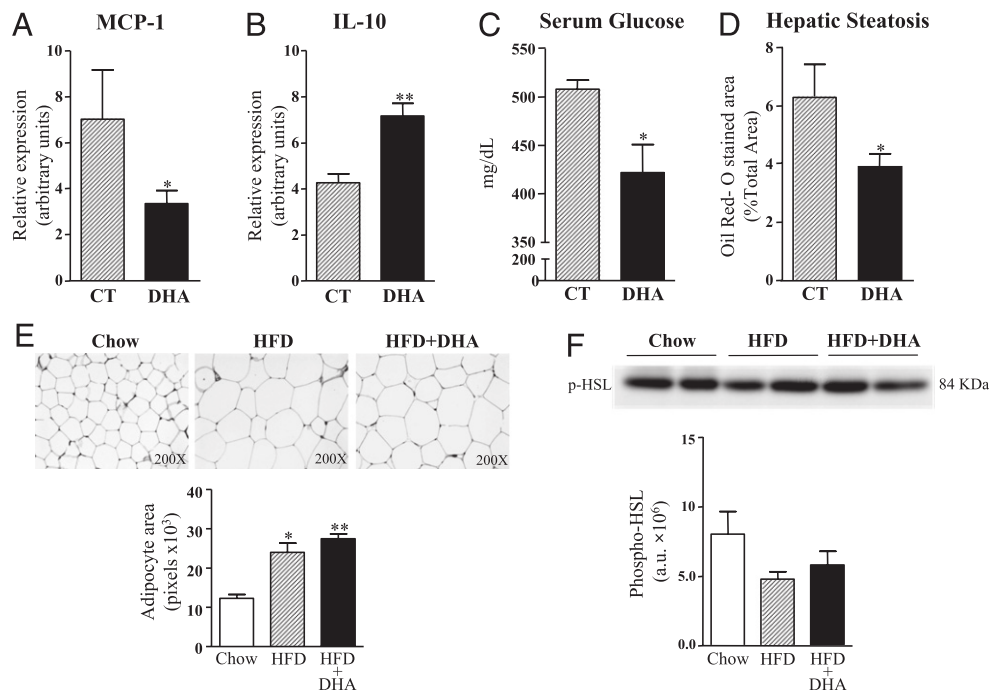 A
MCP-1
Relative expression
(arbitrary units)
10
8
6
4
2
0
*
CT
DHA
B
IL-10
Relative expression
(arbitrary units)
10
8
6
4
2
0
**
CT
DHA
C
Serum Glucose
mg/dL
550
500
450
400
350
200
0
*
CT
DHA
D
Hepatic Steatosis
Oil Red- O stained area
(%Total Area)
8
6
4
2
0
*
CT
DHA
E
Chow
HFD
HFD+DHA
200X
200X
200X
Adipocyte area
(pixels x10³)
40
30
20
10
0
*
**
Chow
HFD
HFD
+
DHA
F
Chow
HFD
HFD+DHA
p-HSL
84 KDa
Phospho-HSL
(a.u. ×10⁶)
15
10
5.0
0.0
Chow
HFD
HFD
+
DHA